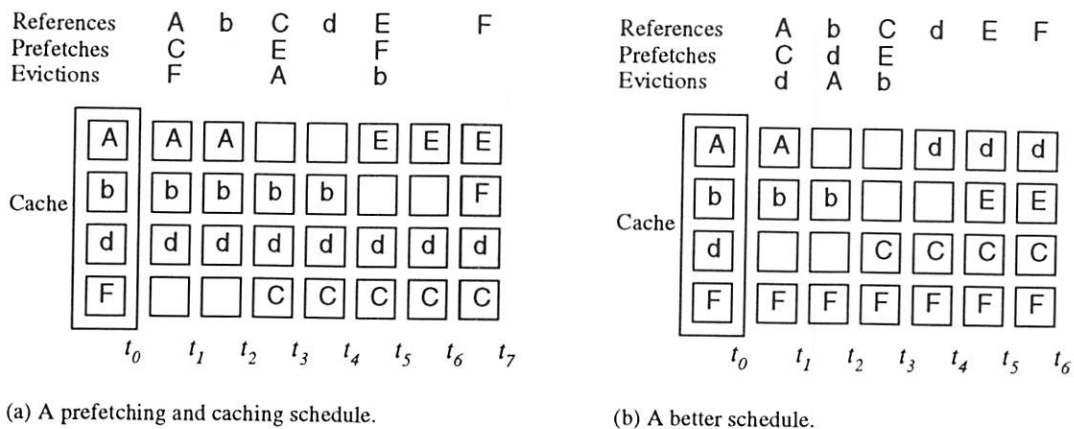 References A b C d E F
Prefetches C E F
Evictions F A b
A A A E E E
b b b b b F
Cache
d d d d d d d d
F C C C C C
t0 t1 t2 t3 t4 t5 t6 t7
(a) A prefetching and caching schedule.
References A b C d E F
Prefetches C d E
Evictions d A b
A A d d d
b b b E E
Cache
d C C C C
F F F F F F F
t0 t1 t2 t3 t4 t5 t6
(b) A better schedule.